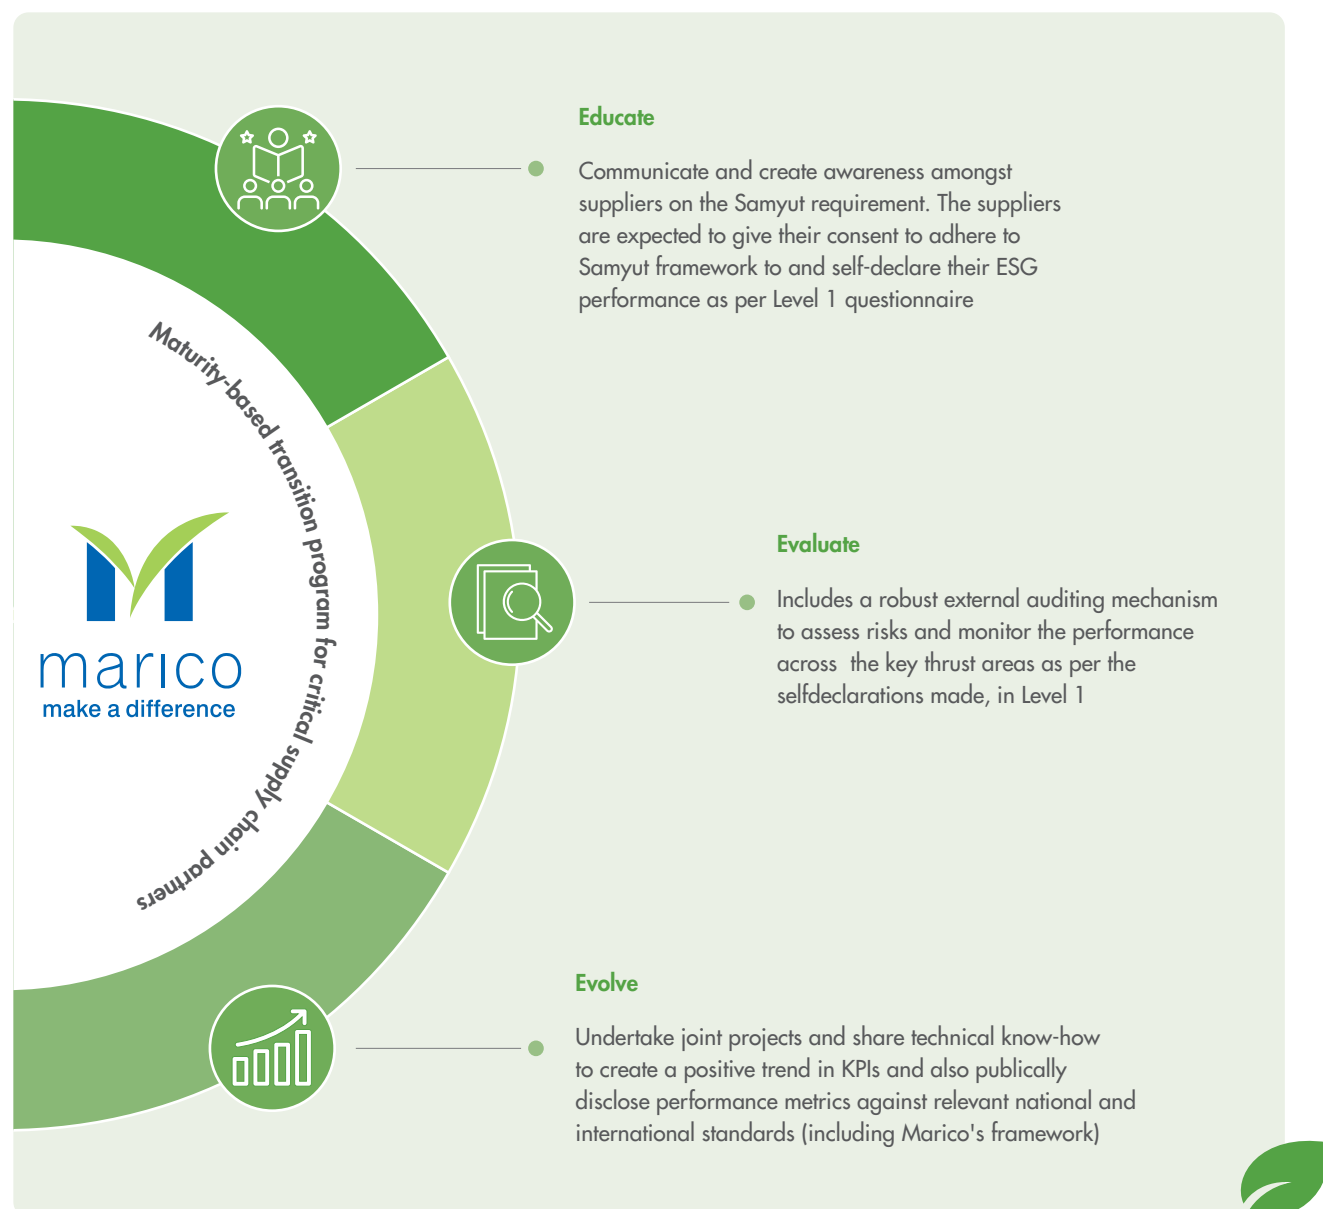 Educate
Communicate and create awareness amongst
suppliers on the Samyut requirement. The suppliers
are expected to give their consent to adhere to
Samyut framework to and self-declare their ESG
performance as per Level 1 questionnaire
Maturity-based transition program for critical supply chain partners
marico
make a difference
Evaluate
Includes a robust external auditing mechanism
to assess risks and monitor the performance
across  the key thrust areas as per the
selfdeclarations made, in Level 1
Evolve
Undertake joint projects and share technical know-how
to create a positive trend in KPIs and also publically
disclose performance metrics against relevant national and
international standards (including Marico's framework)